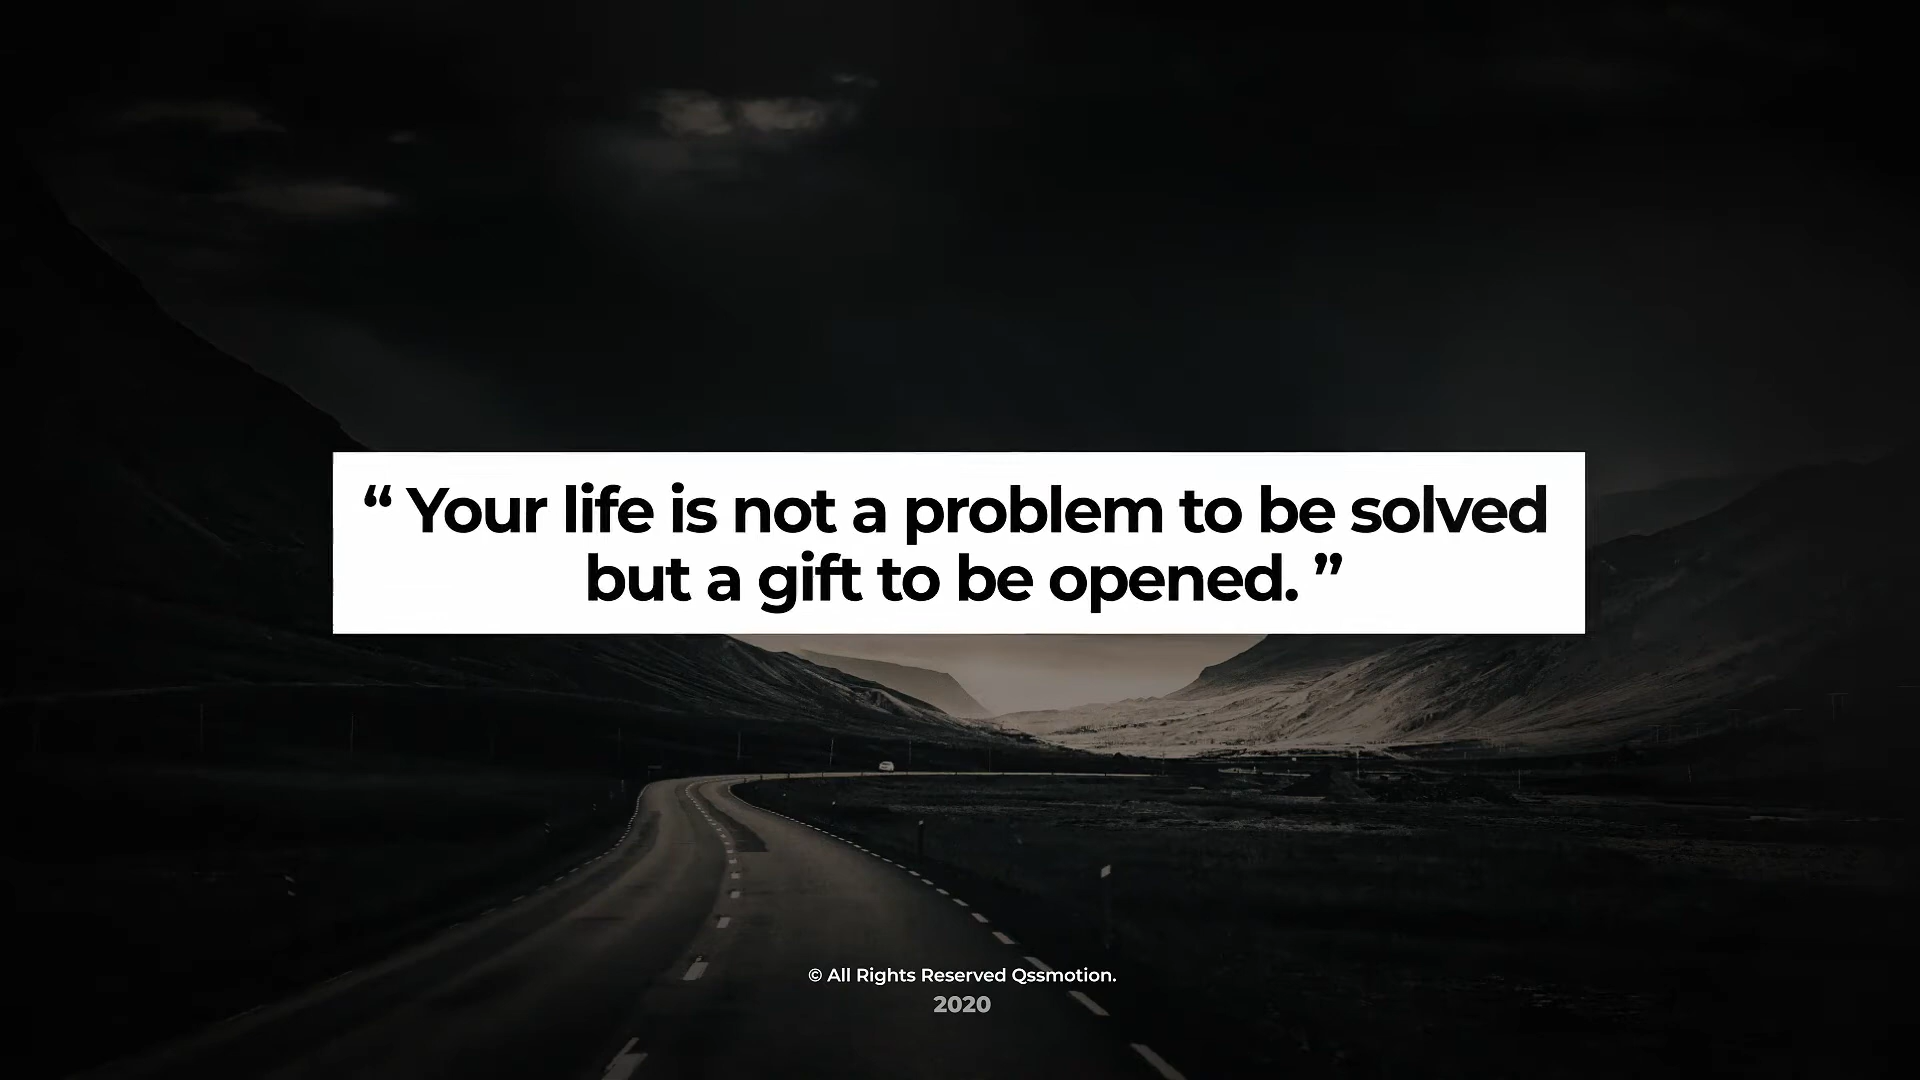 “ Your life is not a problem to be solved
but a gift to be opened. ”
© All Rights Reserved Qssmotion.
2020